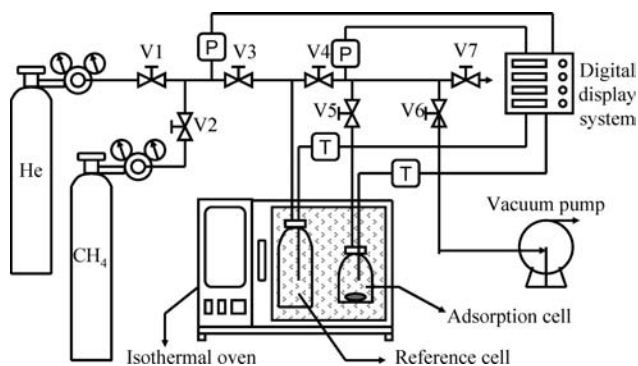 V1
P
V3
V4
P
V7
Digital
display
system
V2
V5
V6
T
T
He
CH4
Vacuum pump
Adsorption cell
Isothermal oven
Reference cell